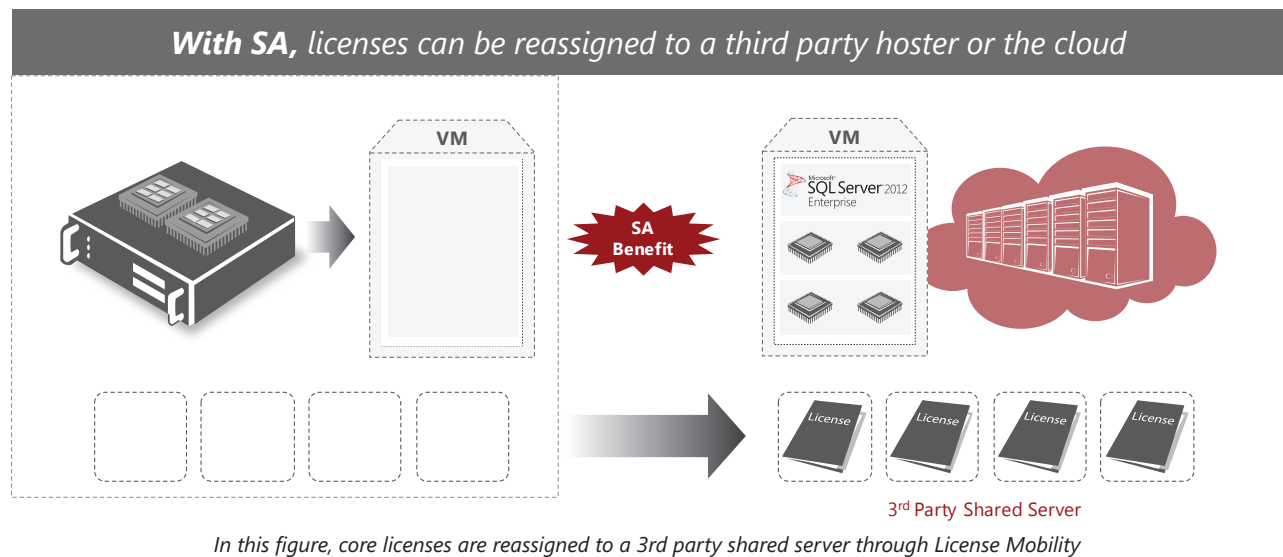 With SA, licenses can be reassigned to a third party hoster or the cloud
VM
VM
Microsoft®
SQL Server 2012
Enterprise
SA
Benefit
License
License
License
License
3rd Party Shared Server
In this figure, core licenses are reassigned to a 3rd party shared server through License Mobility